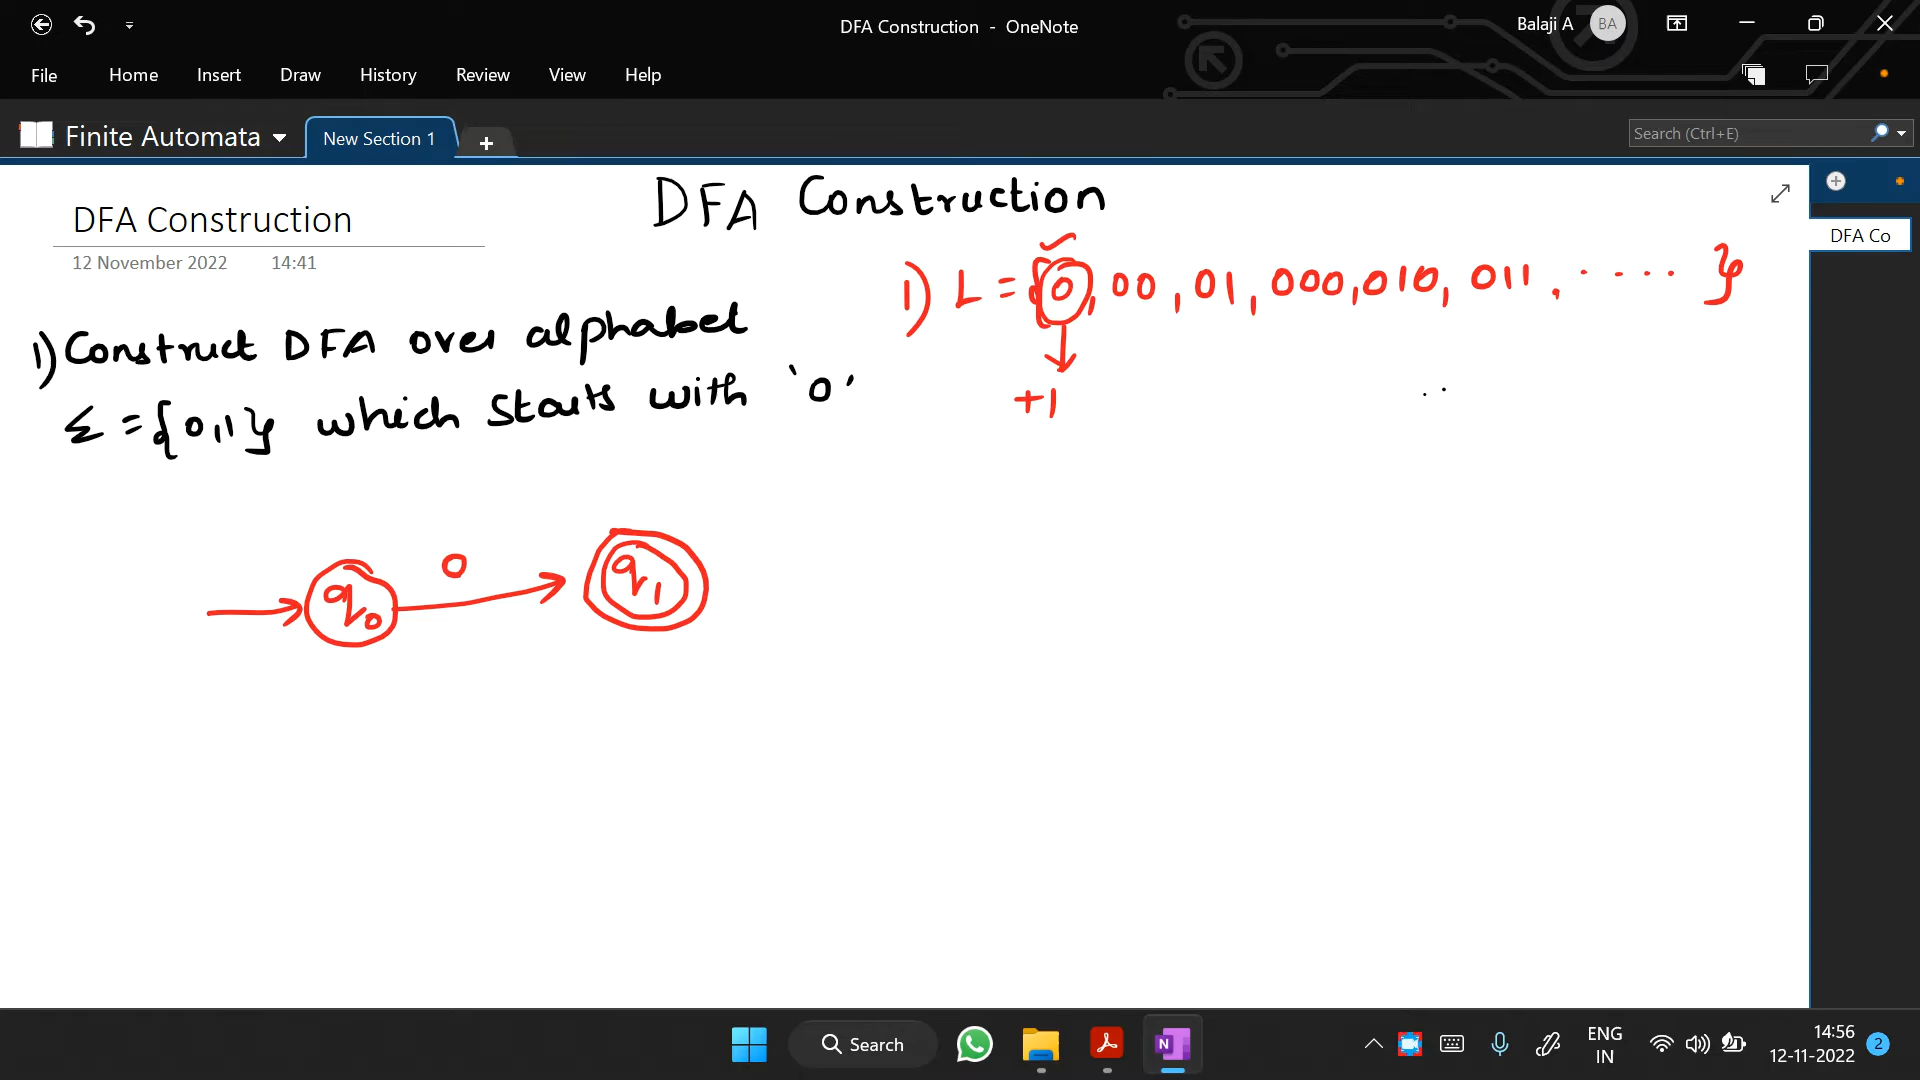 DFA Construction - OneNote
Balaji A
BA
File Home Insert Draw History Review View Help
Finite Automata
New Section 1
+
Search (Ctrl+E)
DFA Construction
12 November 2022 14:41
DFA Co
DFA Construction
1) L = {0, 00, 01, 000, 010, 011, ..... }
+1
1) Construct DFA over alphabet
Σ = {0,1} which starts with '0'
0
q0
q1
Search
N
ENG
IN
14:56
12-11-2022
2